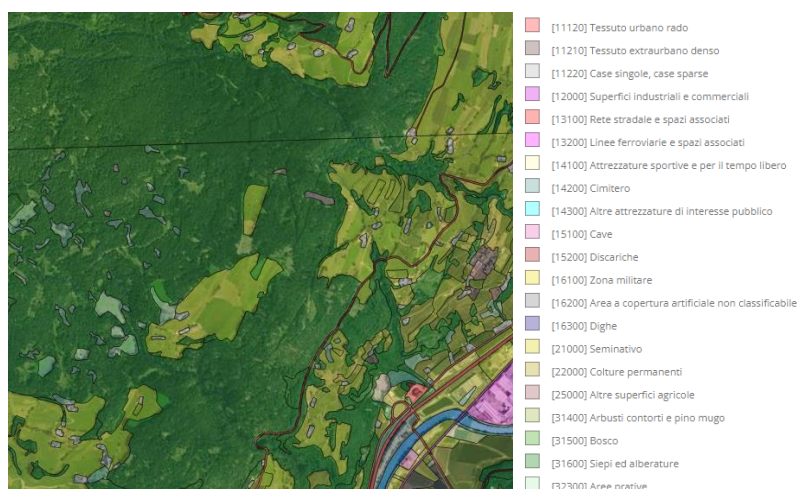 [11120] Tessuto urbano rado
[11210] Tessuto extraurbano denso
[11220] Case singole, case sparse
[12000] Superfici industriali e commerciali
[13100] Rete stradale e spazi associati
[13200] Linee ferroviarie e spazi associati
[14100] Attrezzature sportive e per il tempo libero
[14200] Cimitero
[14300] Altre attrezzature di interesse pubblico
[15100] Cave
[15200] Discariche
[16100] Zona militare
[16200] Area a copertura artificiale non classificabile
[16300] Dighe
[21000] Seminativo
[22000] Colture permanenti
[25000] Altre superfici agricole
[31400] Arbusti contorti e pino mugo
[31500] Bosco
[31600] Siepi ed alberature
[32300] Aree prative